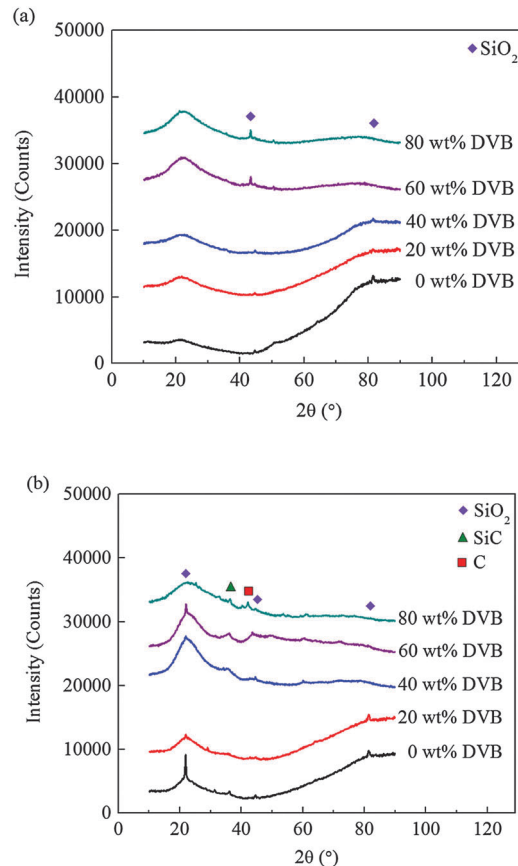 (a)
50000
40000
30000
20000
10000
0
Intensity (Counts)
SiO₂
80 wt% DVB
60 wt% DVB
40 wt% DVB
20 wt% DVB
0 wt% DVB
0 20 40 60 80 100 120
2θ (°)
(b)
50000
40000
30000
20000
10000
0
Intensity (Counts)
SiO₂
SiC
C
80 wt% DVB
60 wt% DVB
40 wt% DVB
20 wt% DVB
0 wt% DVB
0 20 40 60 80 100 120
2θ (°)